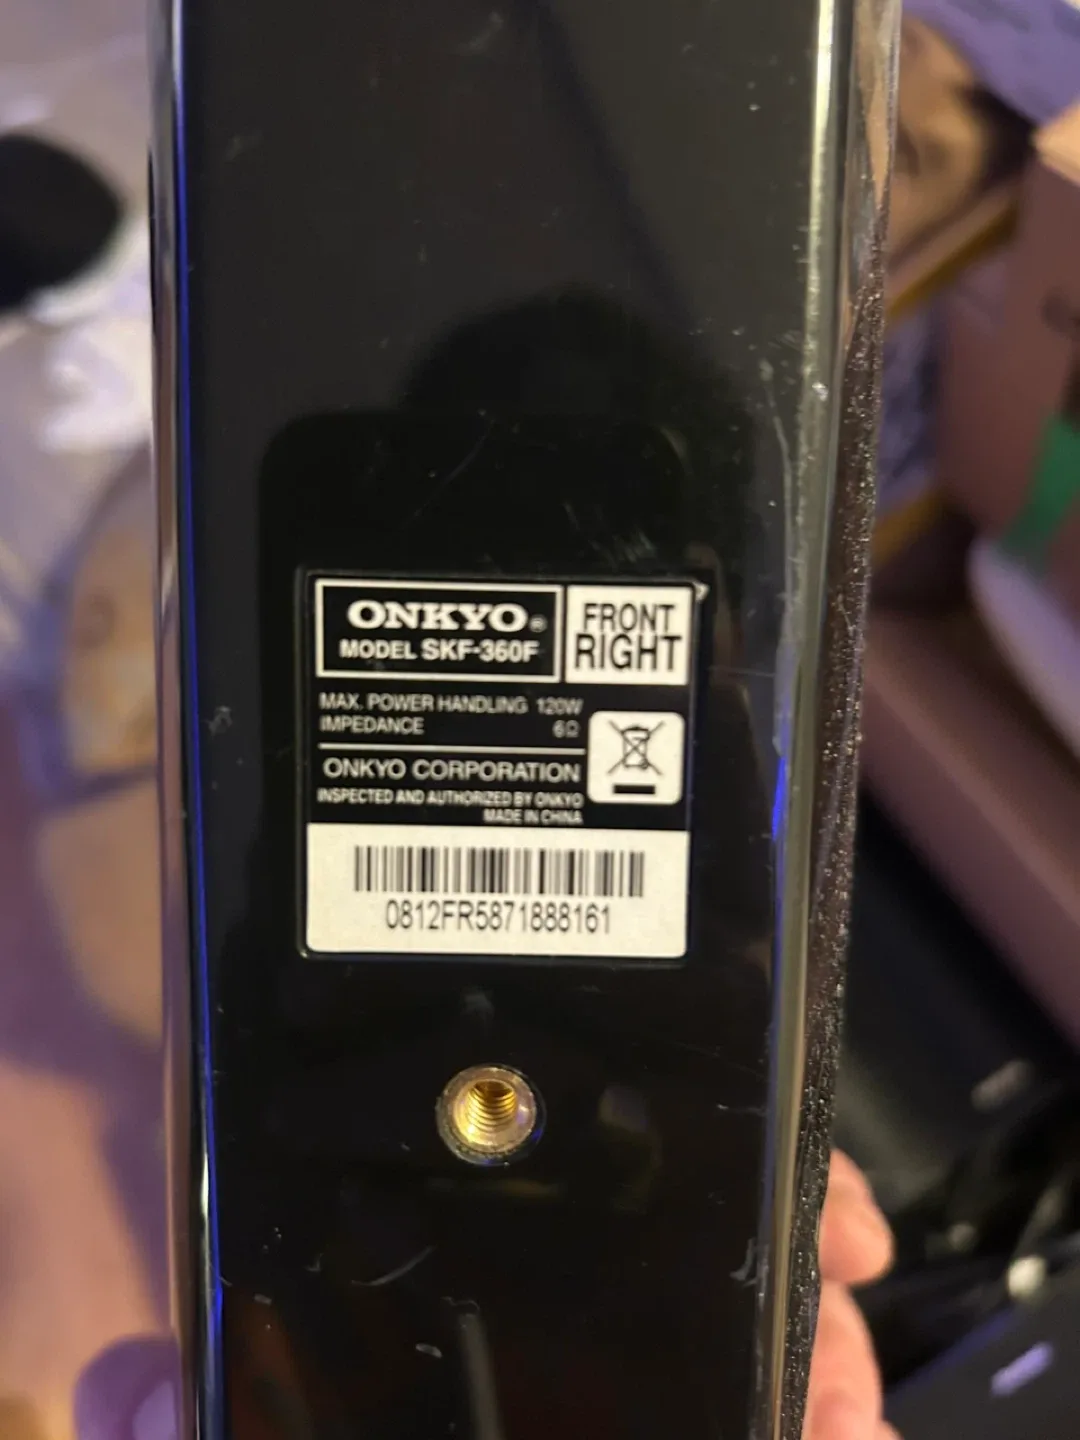 ONKYO®
MODEL SKF-360F
FRONT
RIGHT
MAX. POWER HANDLING 120W
IMPEDANCE 6Ω
ONKYO CORPORATION
INSPECTED AND AUTHORIZED BY ONKYO
MADE IN CHINA
0812FR5871888161